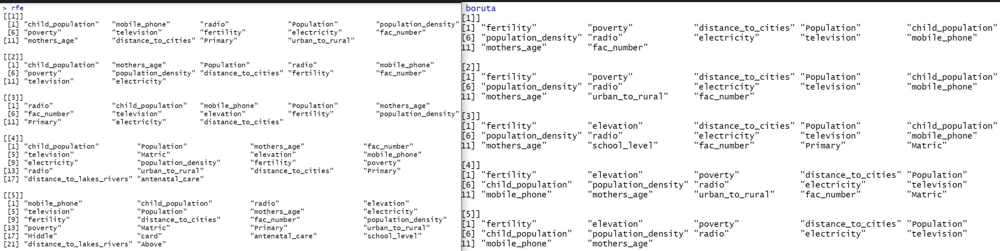 > rfe
[[1]]
 [1] "child_population"   "mobile_phone"       "radio"              "Population"         "population_density"
 [6] "poverty"            "television"         "fertility"          "electricity"        "fac_number"
[11] "mothers_age"        "distance_to_cities" "Primary"            "urban_to_rural"
[[2]]
 [1] "child_population"   "mothers_age"        "Population"         "radio"              "mobile_phone"
 [6] "poverty"            "population_density" "distance_to_cities" "fertility"          "fac_number"
[11] "television"         "electricity"
[[3]]
 [1] "radio"              "child_population"   "mobile_phone"       "Population"         "mothers_age"
 [6] "fac_number"         "television"         "elevation"          "fertility"          "population_density"
[11] "Primary"            "electricity"        "distance_to_cities"
[[4]]
 [1] "child_population"         "Population"               "mothers_age"              "fac_number"
 [5] "television"               "Matric"                   "elevation"                "mobile_phone"
 [9] "electricity"              "population_density"       "fertility"                "poverty"
[13] "radio"                    "urban_to_rural"           "distance_to_cities"       "Primary"
[17] "distance_to_lakes_rivers" "antenatal_care"
[[5]]
 [1] "mobile_phone"             "child_population"         "radio"                    "elevation"
 [5] "television"               "Population"               "mothers_age"              "electricity"
 [9] "fertility"                "distance_to_cities"       "fac_number"               "population_density"
[13] "poverty"                  "Matric"                   "Primary"                  "urban_to_rural"
[17] "Middle"                   "card"                     "antenatal_care"           "school_level"
[21] "distance_to_lakes_rivers" "Above"
boruta
[1]]
[1] "fertility"          "poverty"            "distance_to_cities" "Population"         "child_population"
[6] "population_density" "radio"              "electricity"        "television"         "mobile_phone"
11] "mothers_age"        "fac_number"
[2]]
[1] "fertility"          "poverty"            "distance_to_cities" "Population"         "child_population"
[6] "population_density" "radio"              "electricity"        "television"         "mobile_phone"
11] "mothers_age"        "urban_to_rural"     "fac_number"
[3]]
[1] "fertility"          "elevation"          "distance_to_cities" "Population"         "child_population"
[6] "population_density" "radio"              "electricity"        "television"         "mobile_phone"
11] "mothers_age"        "school_level"       "fac_number"         "Primary"            "Matric"
[4]]
[1] "fertility"          "elevation"          "poverty"            "distance_to_cities" "Population"
[6] "child_population"   "population_density" "radio"              "electricity"        "television"
11] "mobile_phone"       "mothers_age"        "urban_to_rural"     "fac_number"         "Matric"
[5]]
[1] "fertility"          "elevation"          "poverty"            "distance_to_cities" "Population"
[6] "child_population"   "population_density" "radio"              "electricity"        "television"
11] "mobile_phone"       "mothers_age"